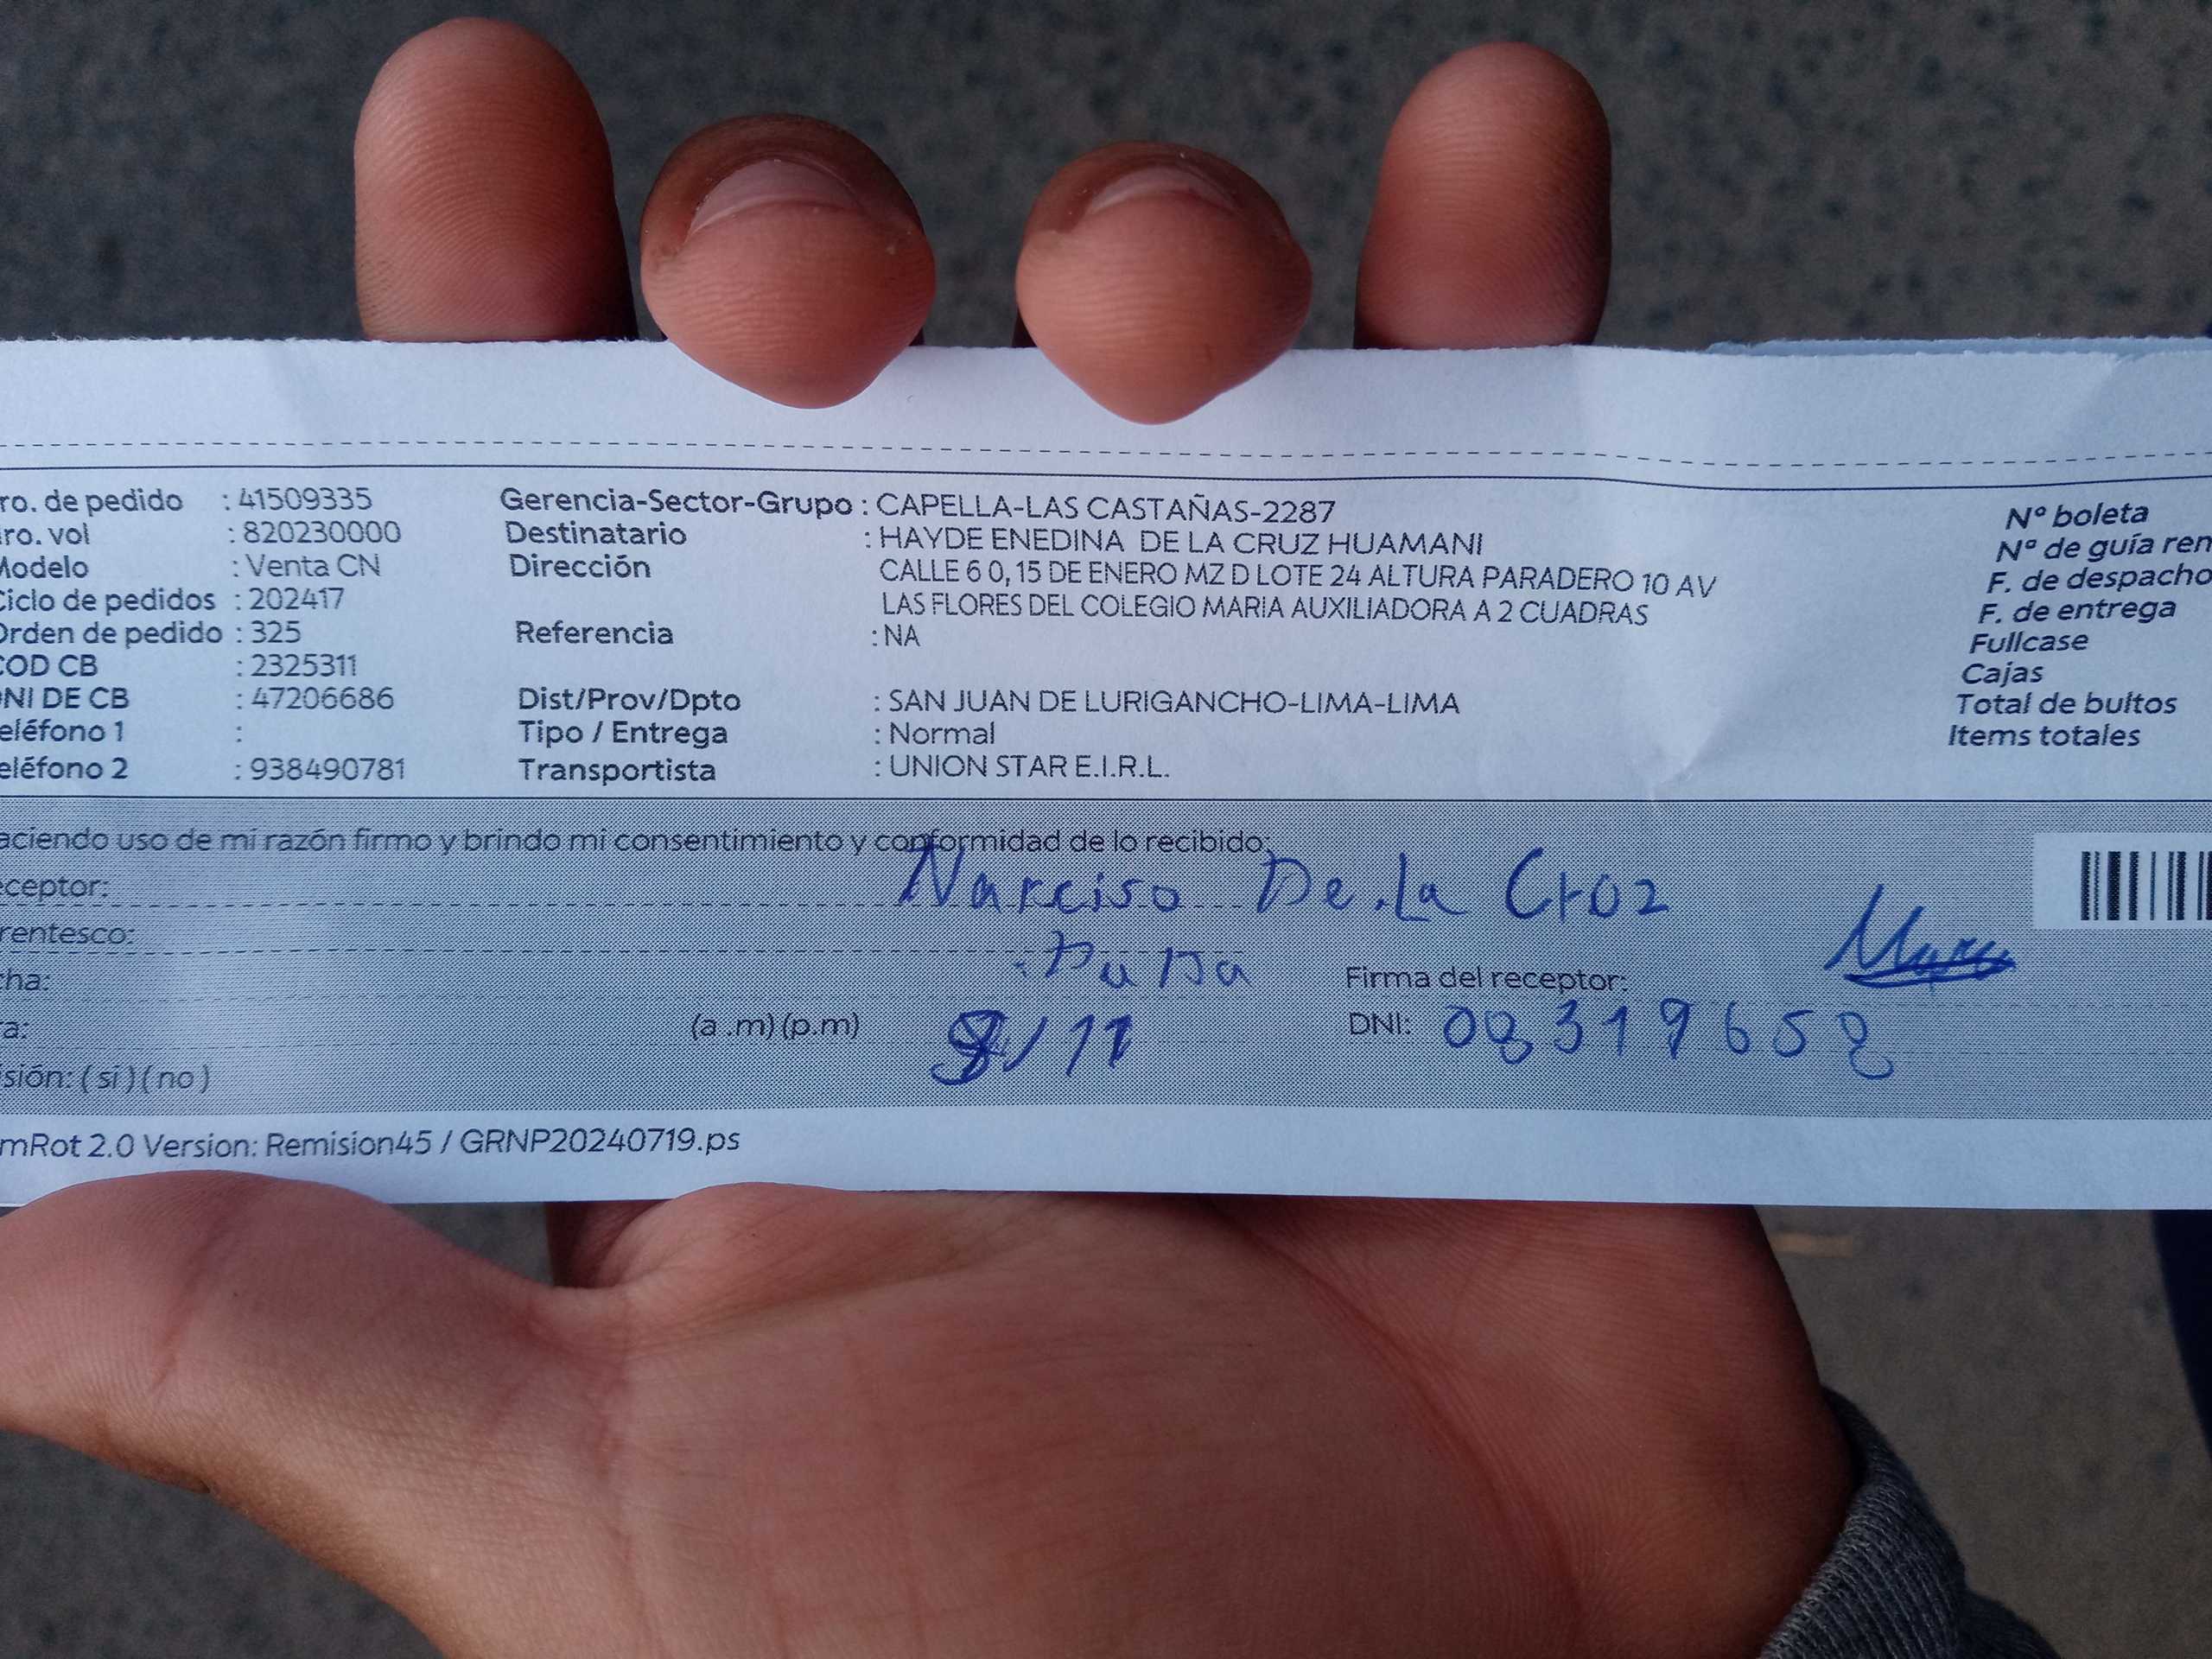 ro. de pedido : 41509335
ro. vol : 820230000
Modelo : Venta CN
Ciclo de pedidos : 202417
Orden de pedido : 325
COD CB : 2325311
DNI DE CB : 47206686
eléfono 1 :
eléfono 2 : 938490781
Gerencia-Sector-Grupo : CAPELLA-LAS CASTAÑAS-2287
Destinatario : HAYDE ENEDINA DE LA CRUZ HUAMANI
Dirección CALLE 6 0, 15 DE ENERO MZ D LOTE 24 ALTURA PARADERO 10 AV
LAS FLORES DEL COLEGIO MARIA AUXILIADORA A 2 CUADRAS
Referencia : NA
Dist/Prov/Dpto : SAN JUAN DE LURIGANCHO-LIMA-LIMA
Tipo / Entrega : Normal
Transportista : UNION STAR E.I.R.L.
N° boleta
N° de guía ren
F. de despacho
F. de entrega
Fullcase
Cajas
Total de bultos
Items totales
aciendo uso de mi razón firmo y brindo mi consentimiento y conformidad de lo recibido:
eceptor: Narciso De.La Croz
rentesco:
cha: Firma del receptor:
ra: (a .m) (p.m) 8/11 DNI: 08319658
sión: ( si ) ( no )
mRot 2.0 Version: Remision45 / GRNP20240719.ps